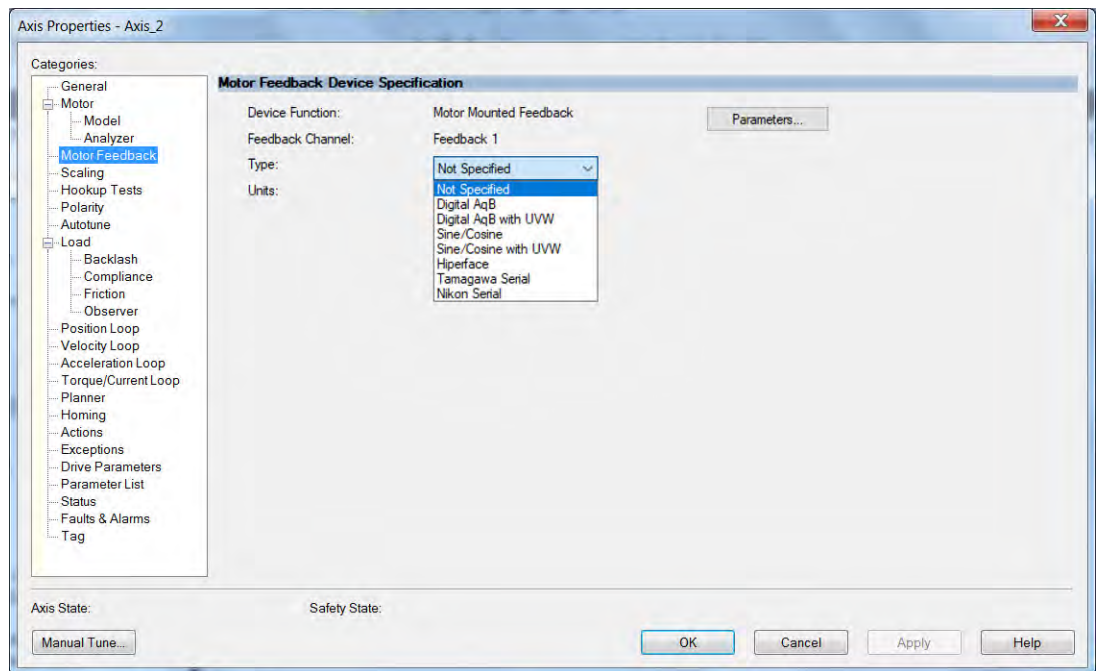 Axis Properties - Axis_2
X
Categories:
General
Motor
Model
Analyzer
Motor Feedback
Scaling
Hookup Tests
Polarity
Autotune
Load
Backlash
Compliance
Friction
Observer
Position Loop
Velocity Loop
Acceleration Loop
Torque/Current Loop
Planner
Homing
Actions
Exceptions
Drive Parameters
Parameter List
Status
Faults & Alarms
Tag
Motor Feedback Device Specification
Device Function: Motor Mounted Feedback Parameters...
Feedback Channel: Feedback 1
Type: Not Specified
Units:
Not Specified
Digital AqB
Digital AqB with UVW
Sine/Cosine
Sine/Cosine with UVW
Hiperface
Tamagawa Serial
Nikon Serial
Axis State: Safety State:
Manual Tune... OK Cancel Apply Help